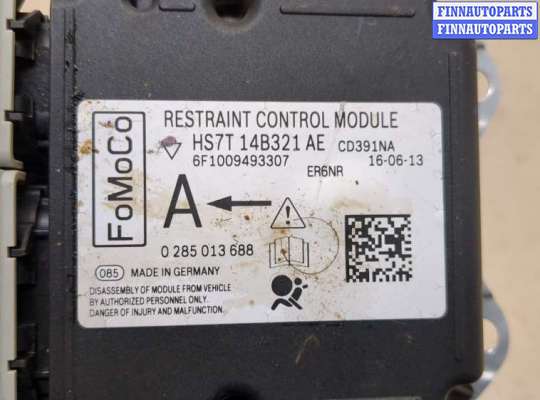 FINNAUTOPARTS
FINNAUTOPARTS
FINNAUTOPARTS
FoMoCo
RESTRAINT CONTROL MODULE
HS7T 14B321 AE CD391NA
6F1009493307 16-06-13
ER6NR
A
0 285 013 688
085 MADE IN GERMANY
DISASSEMBLY OF MODULE FROM VEHICLE
BY AUTHORIZED PERSONNEL ONLY.
DANGER OF INJURY AND MALFUNCTION.